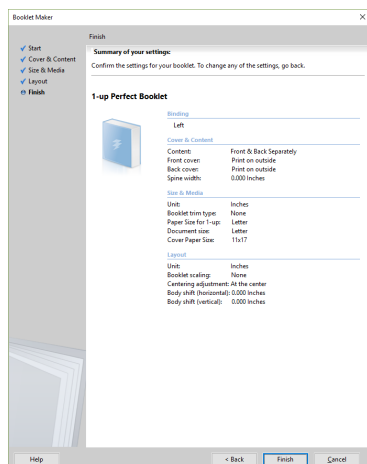 Booklet Maker
Start
Cover & Content
Size & Media
Layout
Finish
Finish
Summary of your settings:
Confirm the settings for your booklet. To change any of the settings, go back.
1-up Perfect Booklet
Binding
Left
Cover & Content
Content: Front & Back Separately
Front cover: Print on outside
Back cover: Print on outside
Spine width: 0.000 Inches
Size & Media
Unit: Inches
Booklet trim type: None
Paper Size for 1-up: Letter
Document size: Letter
Cover Paper Size: 11x17
Layout
Unit: Inches
Booklet scaling: None
Centering adjustment: At the center
Body shift (horizontal): 0.000 Inches
Body shift (vertical): 0.000 Inches
Help
< Back
Finish
Cancel